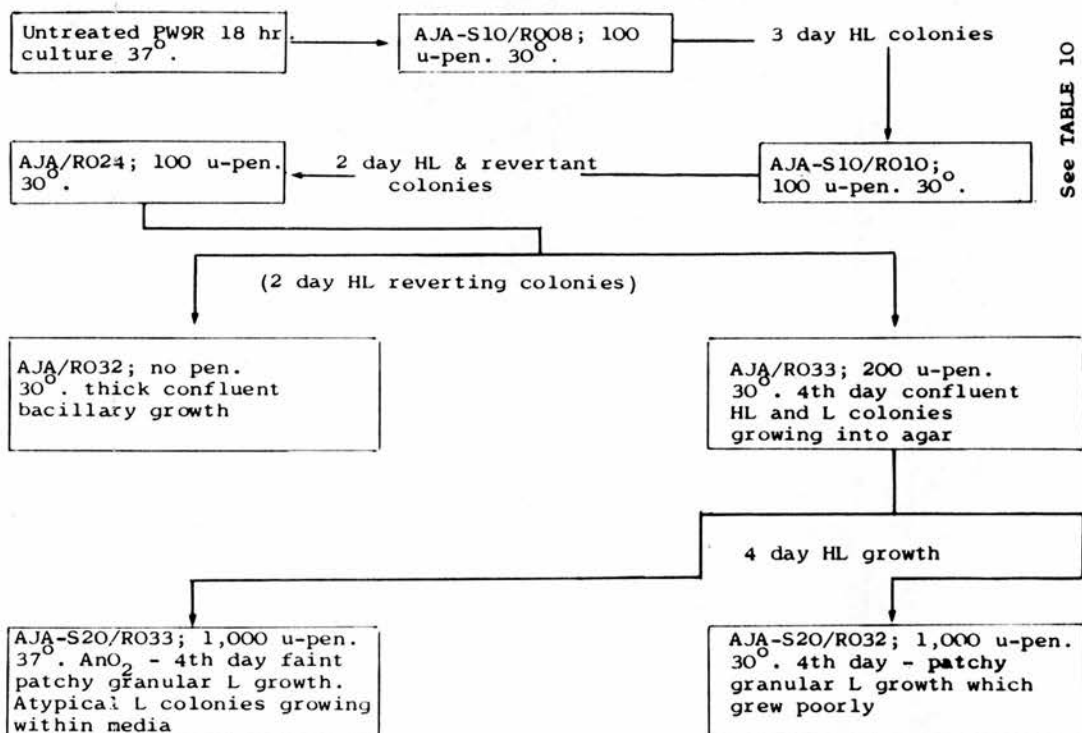 Untreated PW9R 18 hr.
culture 37°.
AJA-S10/R008; 100
u-pen. 30°.
3 day HL colonies
See TABLE 10
AJA/R024; 100 u-pen.
30°.
2 day HL & revertant
colonies
AJA-S10/R010;
100 u-pen. 30°.
(2 day HL reverting colonies)
AJA/R032; no pen.
30°. thick confluent
bacillary growth
AJA/R033; 200 u-pen.
30°. 4th day confluent
HL and L colonies
growing into agar
4 day HL growth
AJA-S20/R033; 1,000 u-pen.
37°. AnO₂ - 4th day faint
patchy granular L growth.
Atypical L colonies growing
within media
AJA-S20/R032; 1,000 u-pen.
30°. 4th day - patchy
granular L growth which
grew poorly